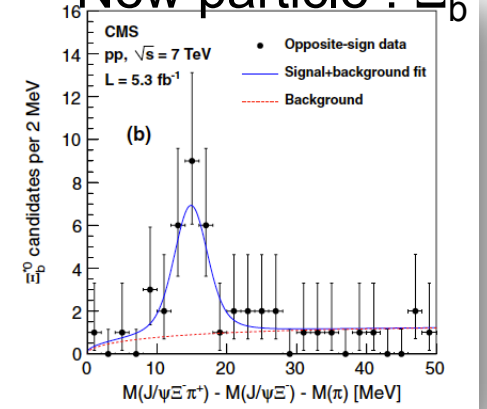 New particle : Ξb
CMS
pp, √s = 7 TeV
L = 5.3 fb⁻¹
(b)
Opposite-sign data
Signal+background fit
Background
16
14
12
10
8
6
4
2
0
Ξb*0 candidates per 2 MeV
0 10 20 30 40 50
M(J/ψΞ⁻π⁺) - M(J/ψΞ⁻) - M(π) [MeV]